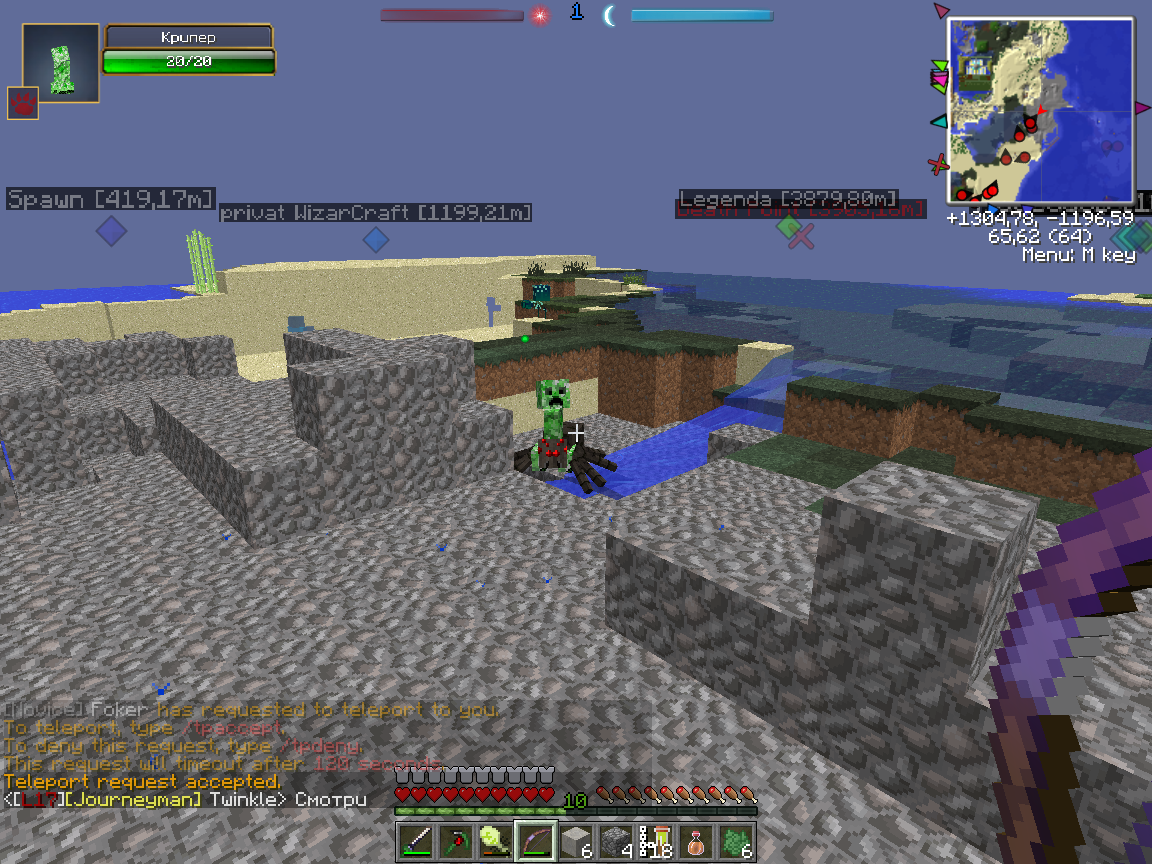 Крипер
20/20
1
Spawn [419,17m]
privat WizarCraft [1199,21m]
Legenda [3879,80m]
+1304,78, -1196,59
65,62 (64)
Menu: M key
[Novice] Foker has requested to teleport to you.
To teleport, type /tpaccept.
To deny this request, type /tpdeny.
This request will timeout after 120 seconds.
Teleport request accepted.
<[L17][Journeyman] Twinkle> Смотри
10
6
4
18
6